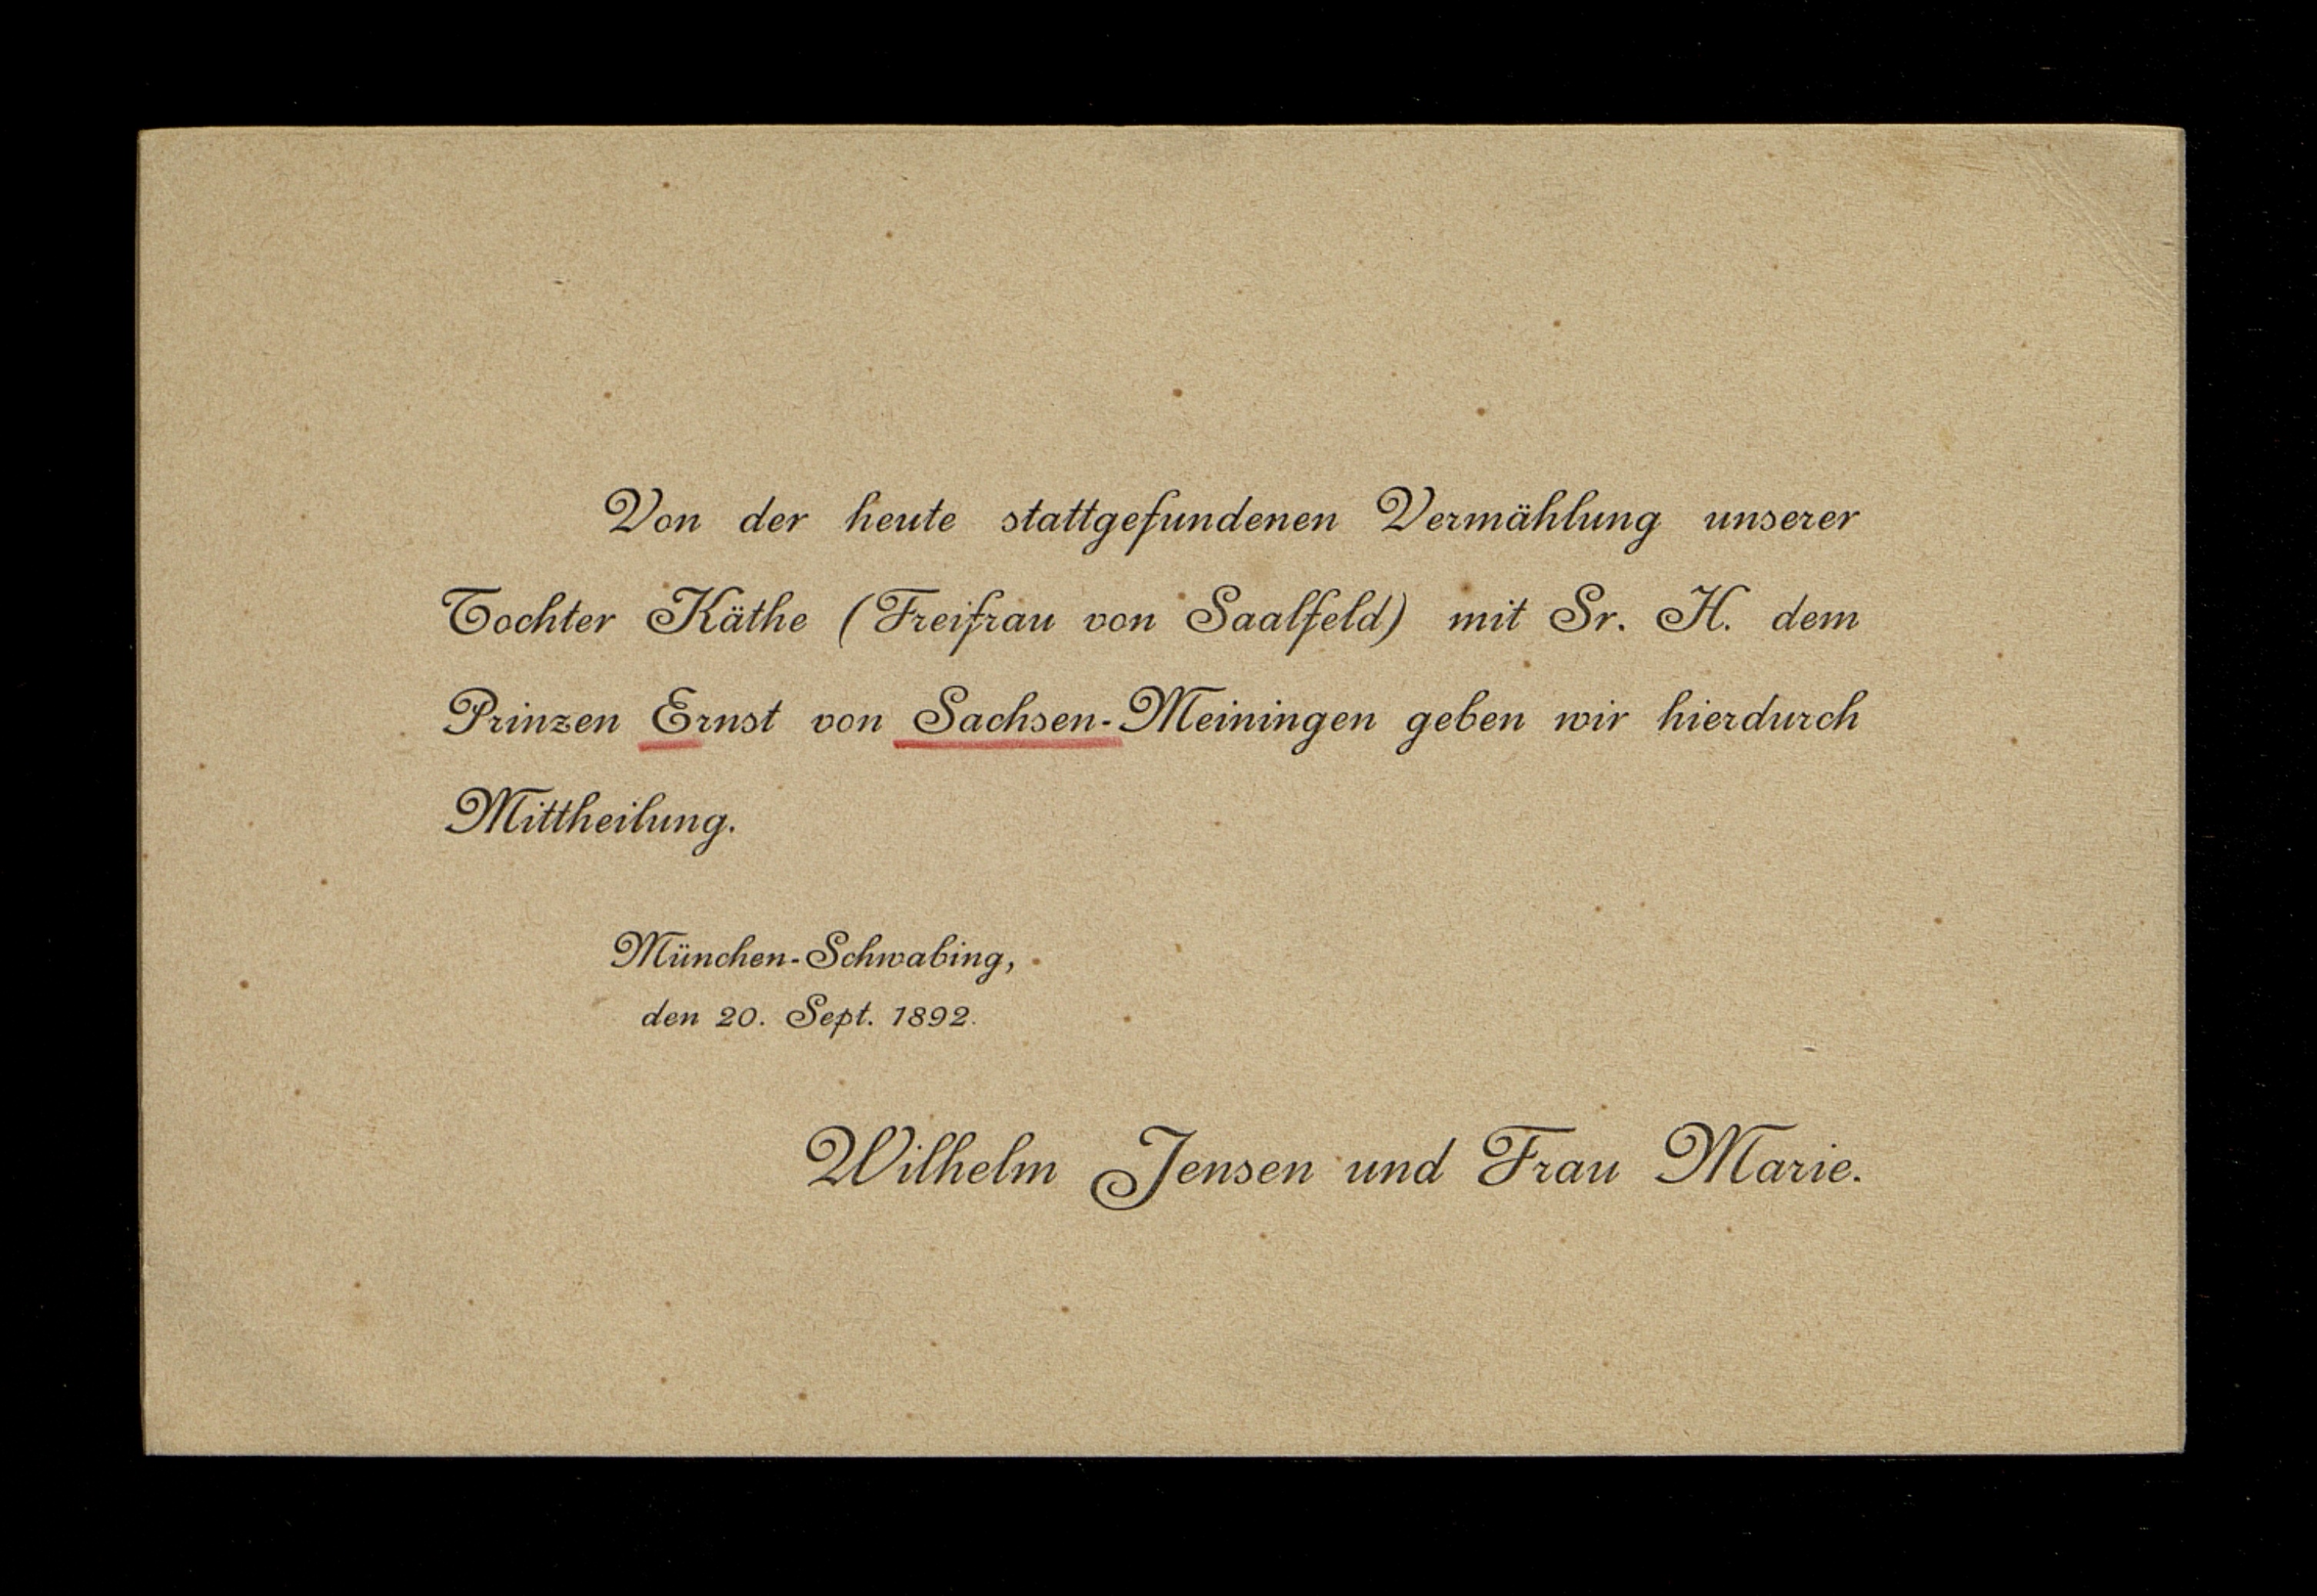 Von der heute stattgefundenen Vermählung unserer
Tochter Käthe (Freifrau von Saalfeld) mit Sr. H. dem
Prinzen Ernst von Sachsen-Meiningen geben wir hierdurch
Mittheilung.
München-Schwabing,
den 20. Sept. 1892.
Wilhelm Jensen und Frau Marie.